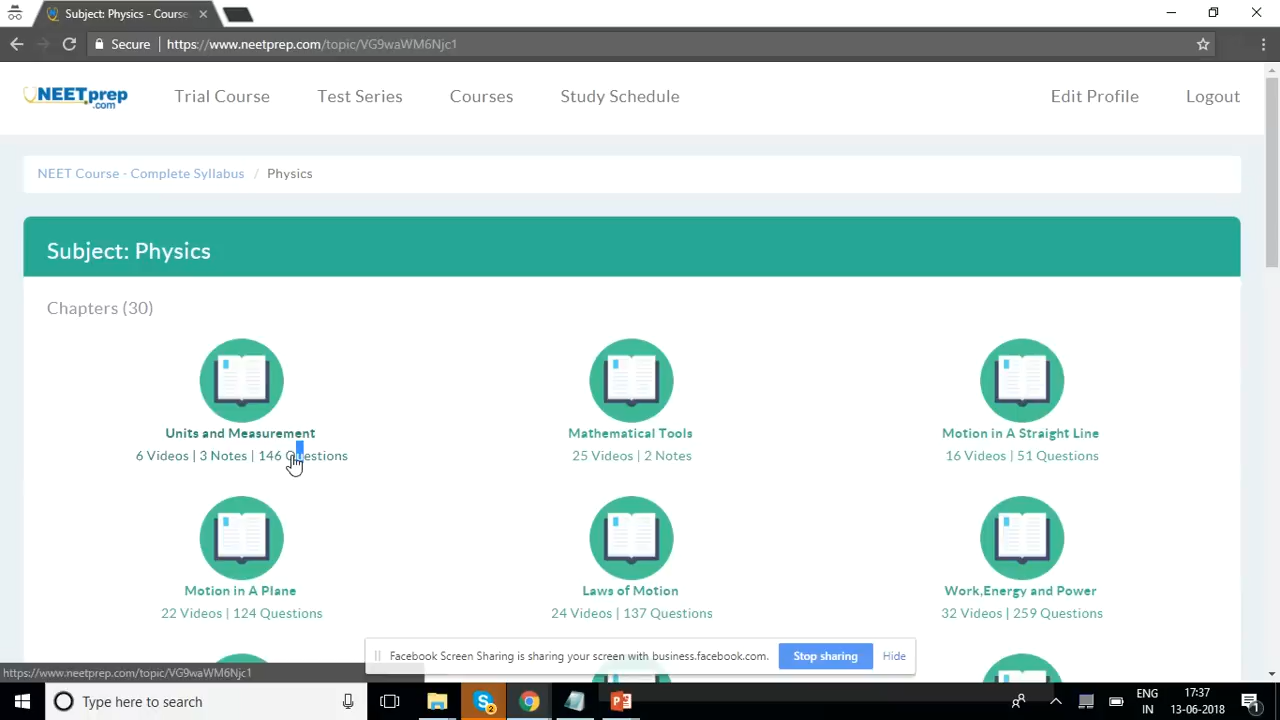 Subject: Physics - Course
Secure https://www.neetprep.com/topic/VG9waWM6Njc1
NEETprep.com Trial Course Test Series Courses Study Schedule Edit Profile Logout
NEET Course - Complete Syllabus / Physics
Subject: Physics
Chapters (30)
Units and Measurement Mathematical Tools Motion in A Straight Line
6 Videos | 3 Notes | 146 Questions 25 Videos | 2 Notes 16 Videos | 51 Questions
Motion in A Plane Laws of Motion Work,Energy and Power
22 Videos | 124 Questions 24 Videos | 137 Questions 32 Videos | 259 Questions
Facebook Screen Sharing is sharing your screen with business.facebook.com. Stop sharing Hide
https://www.neetprep.com/topic/VG9waWM6Njc1
Type here to search ENG 17:37
IN 13-06-2018